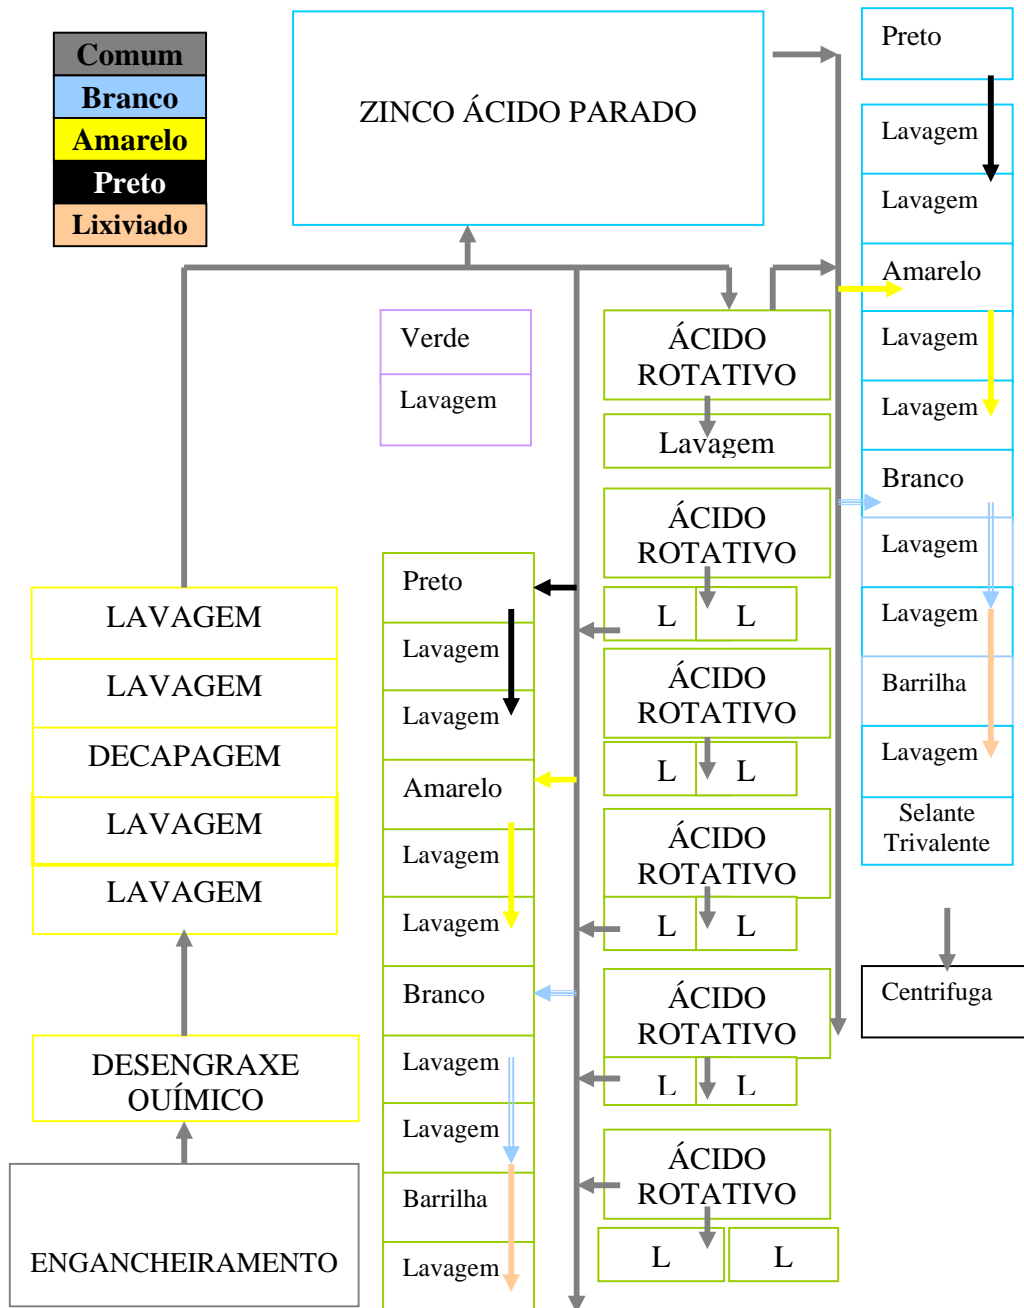 Comum
Branco
Amarelo
Preto
Lixiviado
ZINCO ÁCIDO PARADO
Verde
Lavagem
LAVAGEM
LAVAGEM
DECAPAGEM
LAVAGEM
LAVAGEM
DESENGRAXE
QUÍMICO
ENGANCHEIRAMENTO
Preto
Lavagem
Lavagem
Amarelo
Lavagem
Lavagem
Branco
Lavagem
Lavagem
Barrilha
Lavagem
ÁCIDO
ROTATIVO
Lavagem
ÁCIDO
ROTATIVO
L L
ÁCIDO
ROTATIVO
L L
ÁCIDO
ROTATIVO
L L
ÁCIDO
ROTATIVO
L L
ÁCIDO
ROTATIVO
L L
Preto
Lavagem
Lavagem
Amarelo
Lavagem
Lavagem
Branco
Lavagem
Lavagem
Barrilha
Lavagem
Selante
Trivalente
Centrifuga